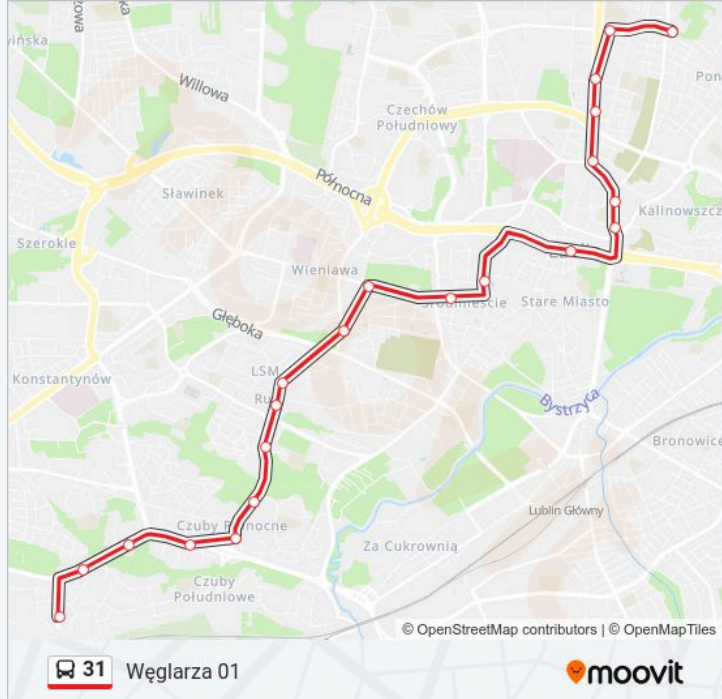 Willowa
Czechów
Południowy
Pon
Północna
Sławinek
Kalinowszcz
Szerokie
Wieniawa
Stare Miasto
Głęboka
Konstantynów
LSM
Bystrzyca
Bronowice
Lublin Główny
Czuby Północne
Za Cukrownią
Czuby
Południowe
© OpenStreetMap contributors | © OpenMapTiles
31 Węglarza 01 moovit